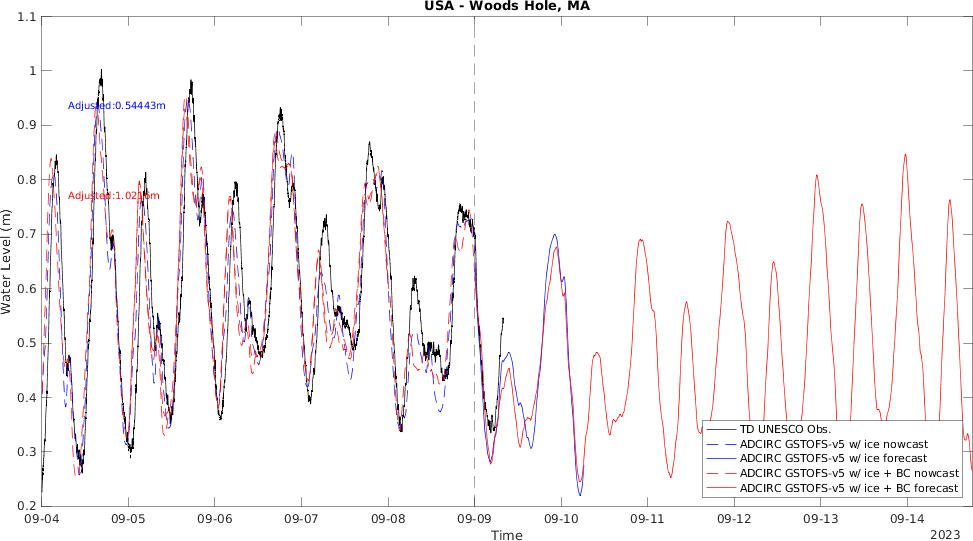 USA - Woods Hole, MA
1.1
1
0.9
0.8
0.7
0.6
0.5
0.4
0.3
0.2
Water Level (m)
Adjusted:0.54443m
09-04 09-05 09-06 09-07 09-08 09-09 09-10 09-11 09-12 09-13 09-14
Time
2023
TD UNESCO Obs.
ADCIRC GSTOFS-v5 w/ ice nowcast
ADCIRC GSTOFS-v5 w/ ice forecast
ADCIRC GSTOFS-v5 w/ ice + BC nowcast
ADCIRC GSTOFS-v5 w/ ice + BC forecast